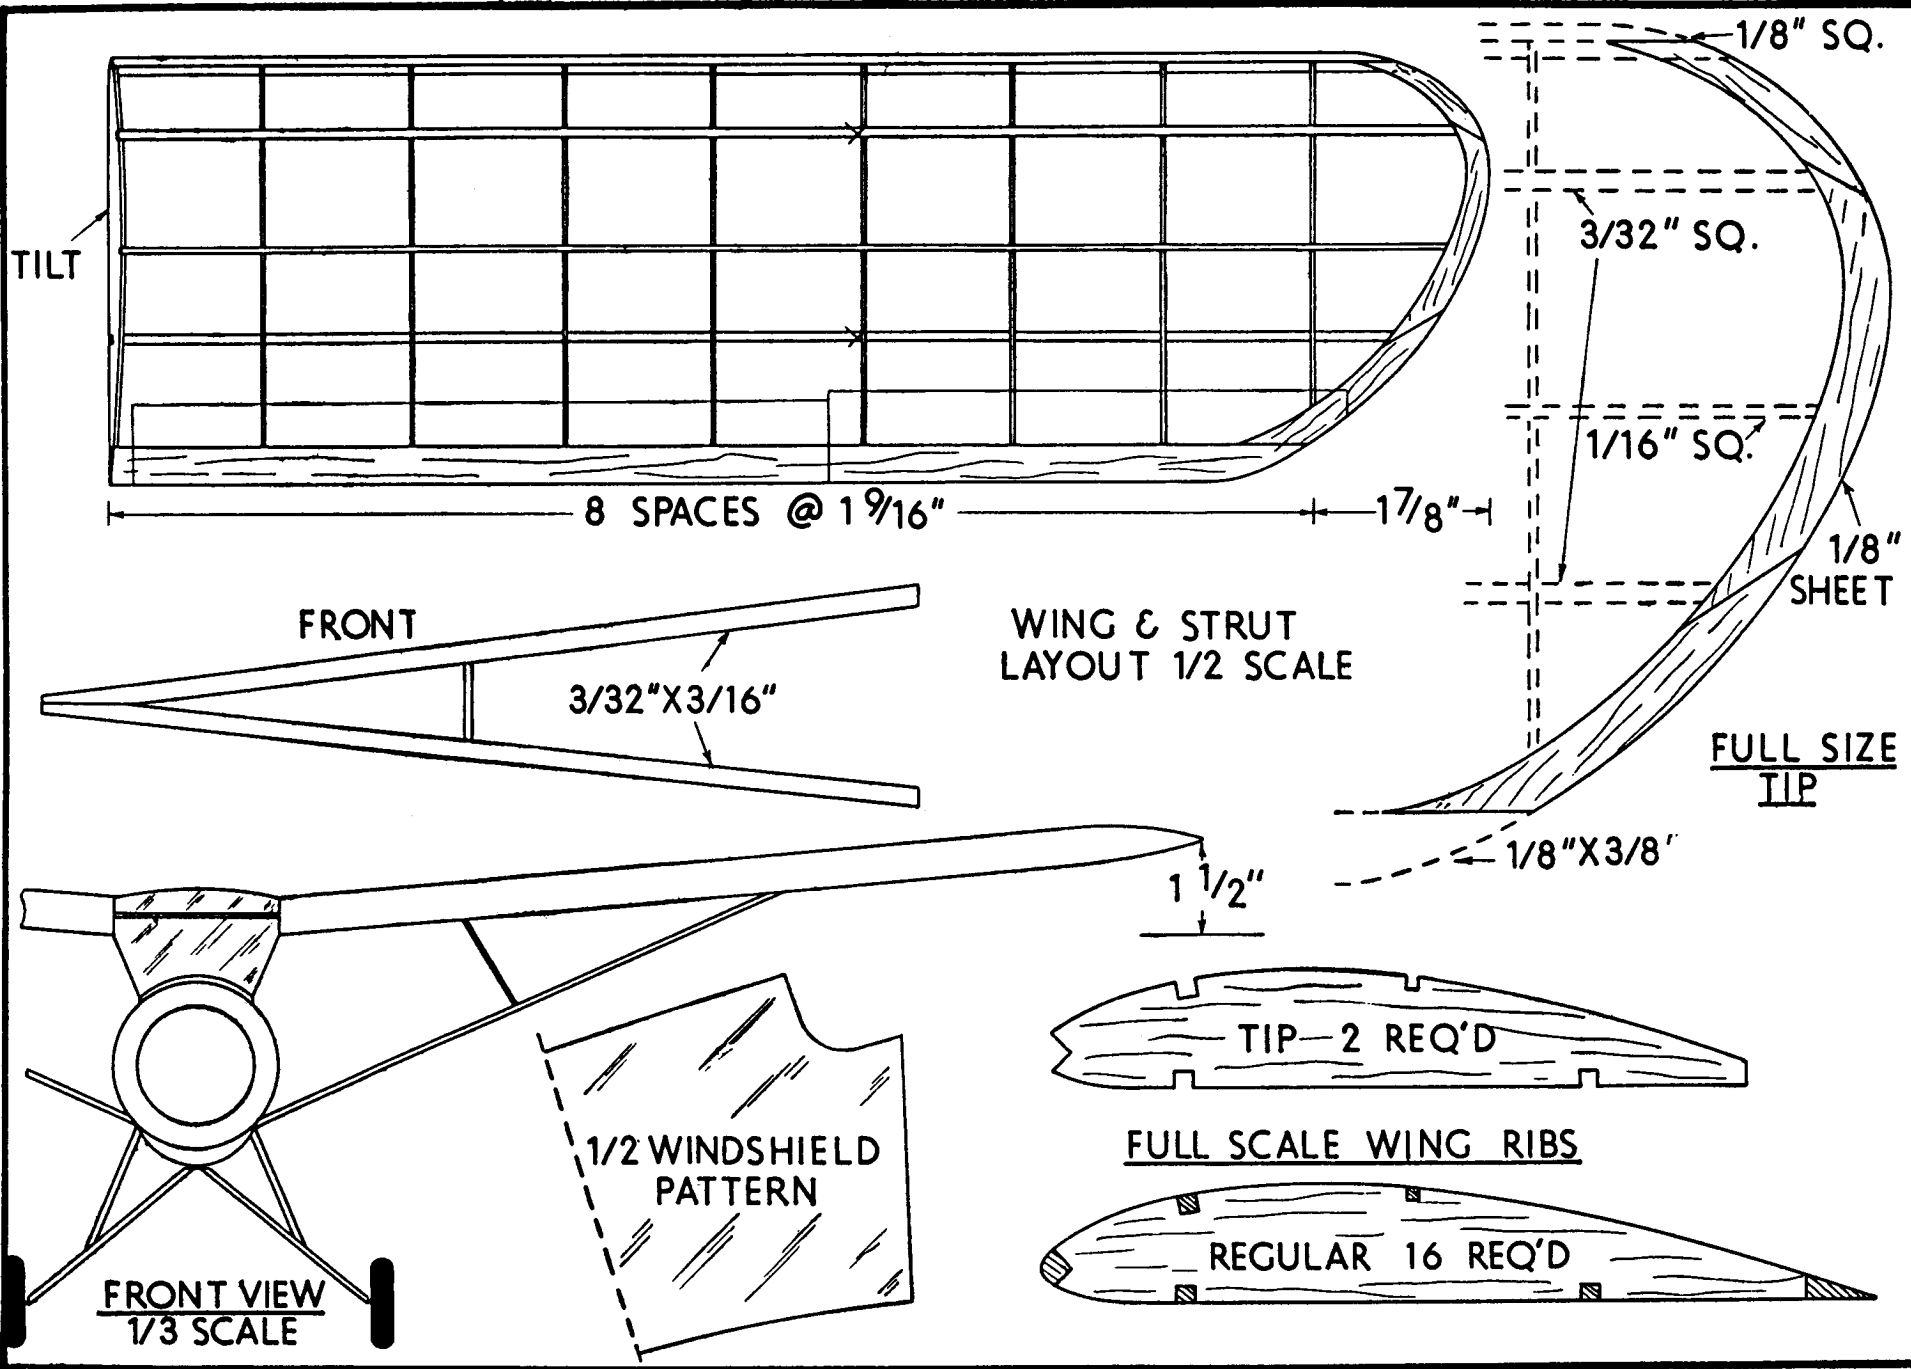 1/8" SQ.
TILT
3/32" SQ.
1/16" SQ.
8 SPACES @ 1 9/16"
1 7/8"
1/8"
SHEET
FRONT
WING & STRUT
LAYOUT 1/2 SCALE
3/32"X3/16"
FULL SIZE
TIP
1/8"X3/8"
1 1/2"
TIP—2 REQ'D
1/2 WINDSHIELD
PATTERN
FULL SCALE WING RIBS
REGULAR 16 REQ'D
FRONT VIEW
1/3 SCALE